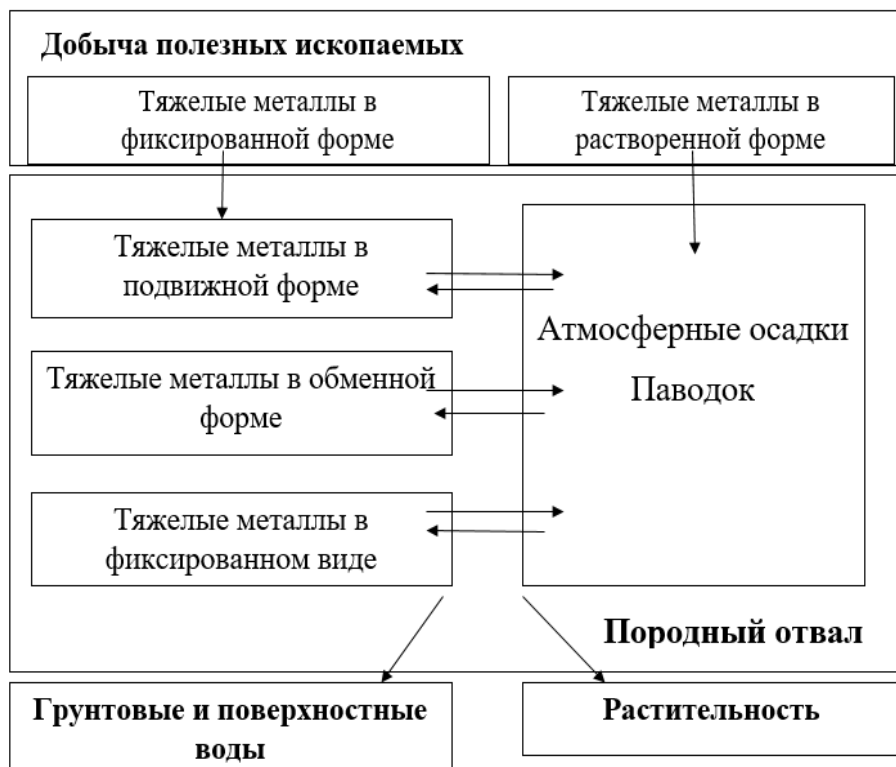 Добыча полезных ископаемых
Тяжелые металлы в
фиксированной форме
Тяжелые металлы в
растворенной форме
Тяжелые металлы в
подвижной форме
Тяжелые металлы в обменной
форме
Тяжелые металлы в
фиксированном виде
Атмосферные осадки
Паводок
Породный отвал
Грунтовые и поверхностные
воды
Растительность